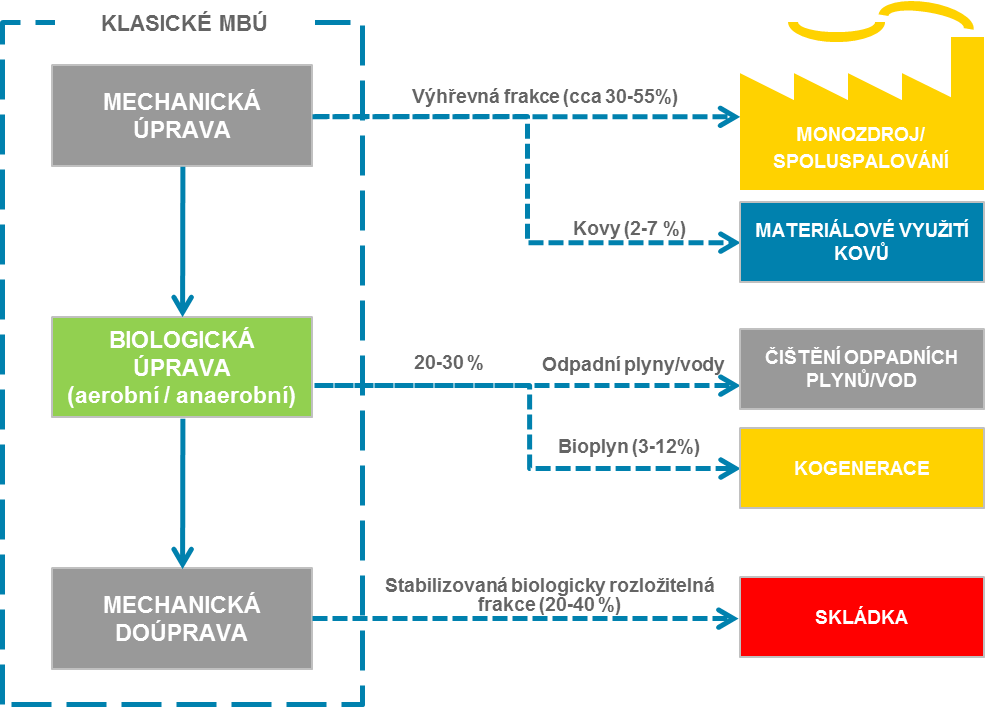 KLASICKÉ MBÚ
MECHANICKÁ
ÚPRAVA
Výhřevná frakce (cca 30-55%)
MONOZDROJ/
SPOLUSPALOVÁNÍ
Kovy (2-7 %)
MATERIÁLOVÉ VYUŽITÍ
KOVŮ
BIOLOGICKÁ
ÚPRAVA
(aerobní / anaerobní)
20-30 %
Odpadní plyny/vody
ČIŠTĚNÍ ODPADNÍCH
PLYNŮ/VOD
Bioplyn (3-12%)
KOGENERACE
MECHANICKÁ
DOÚPRAVA
Stabilizovaná biologicky rozložitelná
frakce (20-40 %)
SKLÁDKA